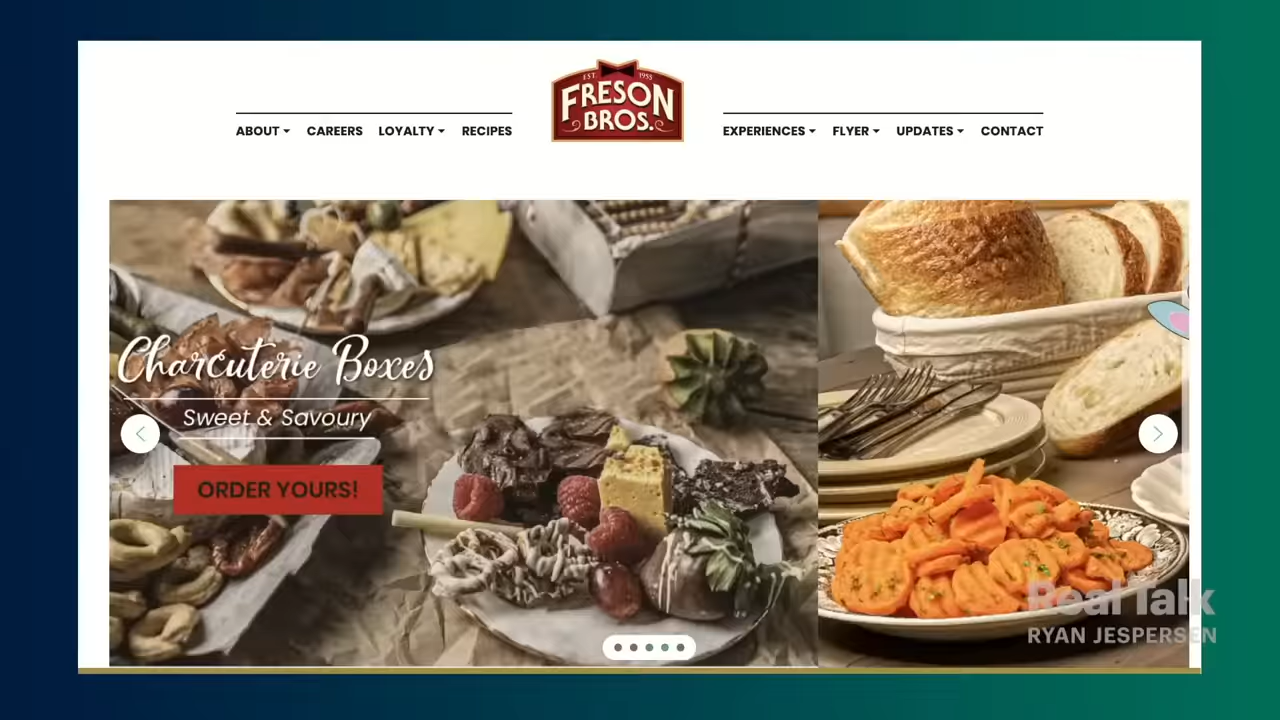 EST. 1955
FRESON
BROS.
ABOUT CAREERS LOYALTY RECIPES
EXPERIENCES FLYER UPDATES CONTACT
Charcuterie Boxes
Sweet & Savoury
ORDER YOURS!
Real Talk
RYAN JESPERSEN